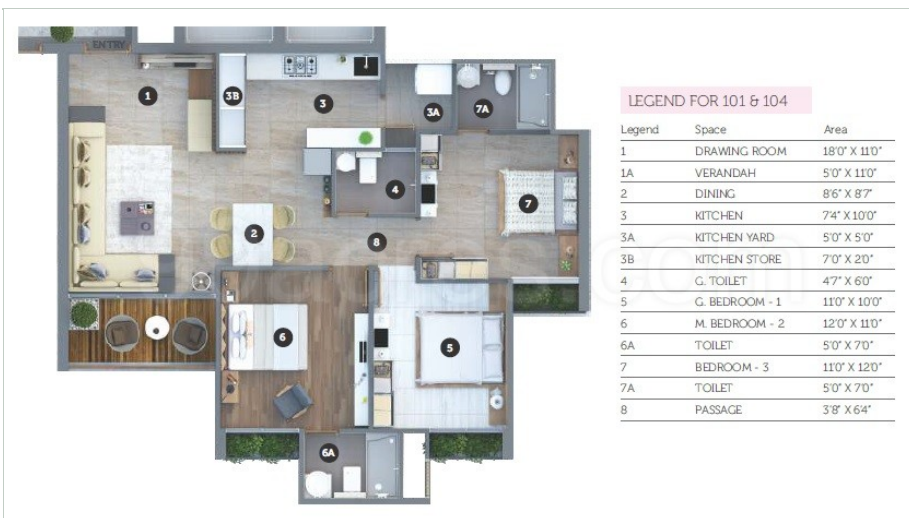 ENTRY
1
3B
3
3A
7A
4
7
2
8
6
5
6A
LEGEND FOR 101 & 104
Legend Space Area
1 DRAWING ROOM 18'0" X 11'0"
1A VERANDAH 5'0" X 11'0"
2 DINING 8'6" X 8'7"
3 KITCHEN 7'4" X 10'0"
3A KITCHEN YARD 5'0" X 5'0"
3B KITCHEN STORE 7'0" X 2'0"
4 G. TOILET 4'7" X 6'0"
5 G. BEDROOM - 1 11'0" X 10'0"
6 M. BEDROOM - 2 12'0" X 11'0"
6A TOILET 5'0" X 7'0"
7 BEDROOM - 3 11'0" X 12'0"
7A TOILET 5'0" X 7'0"
8 PASSAGE 3'8" X 6'4"